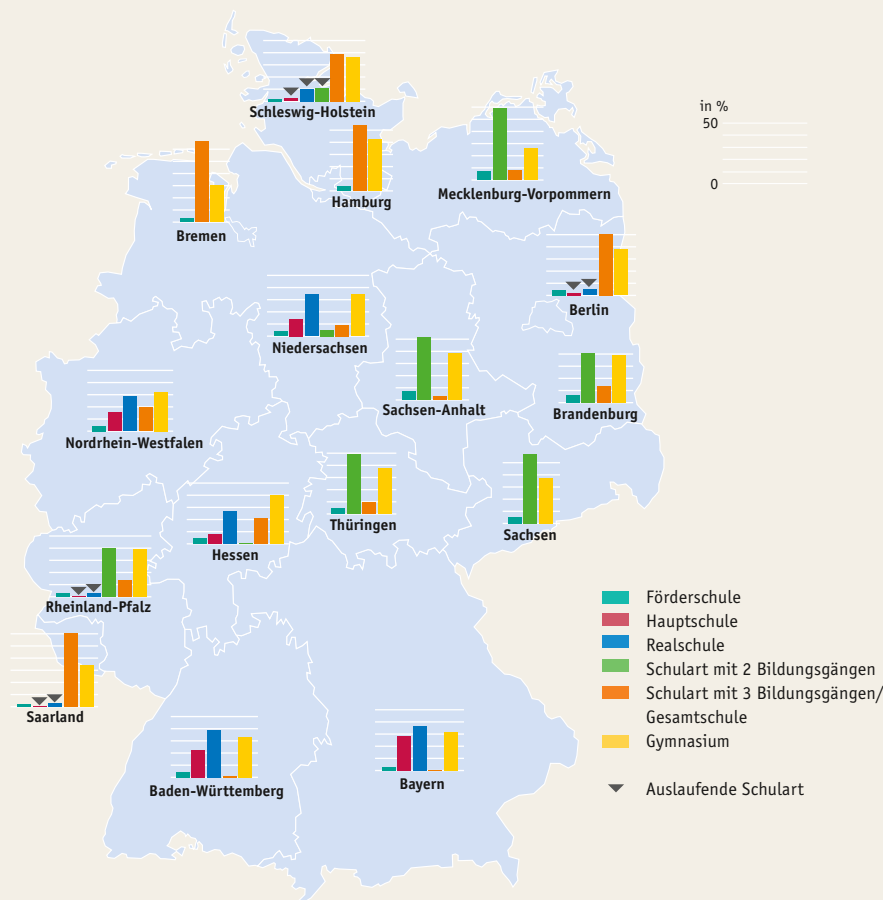 in %
50
0
Schleswig-Holstein
Hamburg
Mecklenburg-Vorpommern
Bremen
Berlin
Niedersachsen
Sachsen-Anhalt
Brandenburg
Nordrhein-Westfalen
Thüringen
Sachsen
Hessen
Rheinland-Pfalz
Saarland
Baden-Württemberg
Bayern
Förderschule
Hauptschule
Realschule
Schulart mit 2 Bildungsgängen
Schulart mit 3 Bildungsgängen/
Gesamtschule
Gymnasium
Auslaufende Schulart